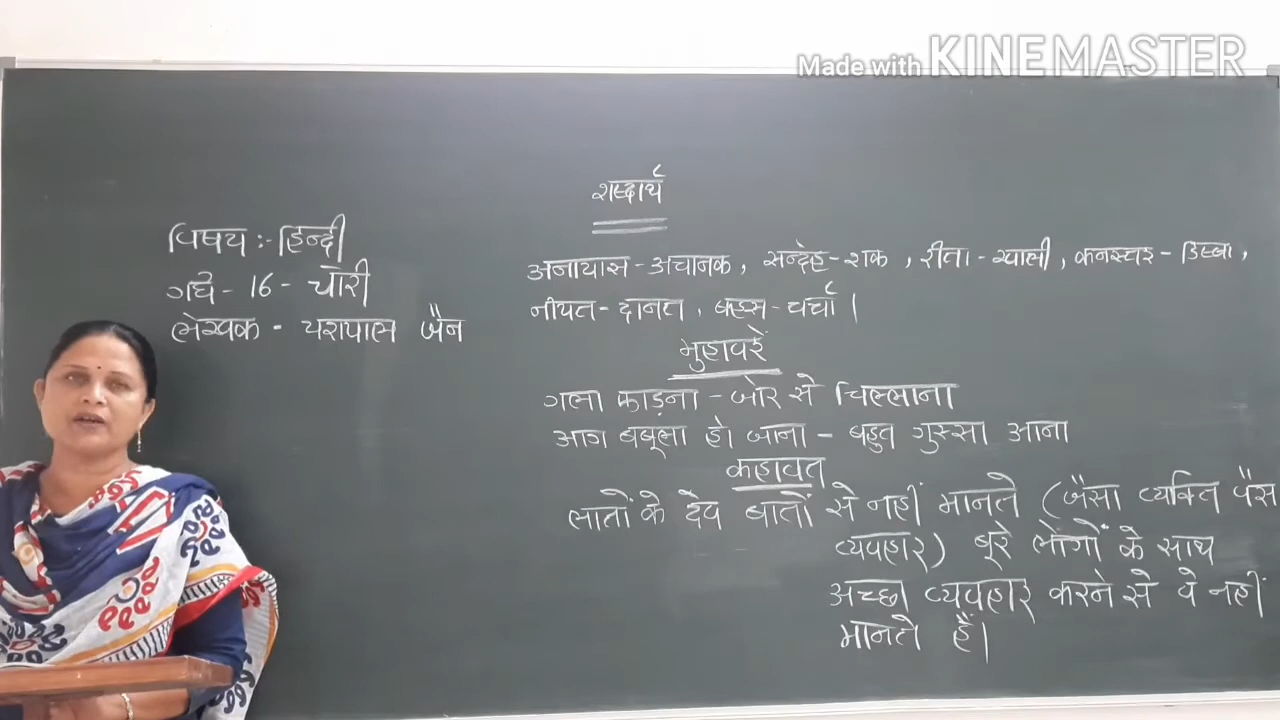 Made with KINEMASTER
शब्दार्थ
विषय :- हिन्दी
गद्य - 16 - चोरी
लेखक - यशपाल जैन
अनायास - अचानक, सन्देह - शक, रीता - खाली, कनस्तर - डिब्बा,
नीयत - दानत, बहस - चर्चा।
मुहावरें
गला फाड़ना - जोर से चिल्लाना
आग बबूला हो जाना - बहुत गुस्सा आना
कहावत
लातों के देव बातों से नहीं मानते (जैसा व्यक्ति वैसा
व्यवहार) बूरे लोंगों के साथ
अच्छा व्यवहार करने से वे नहीं
मानते हैं।